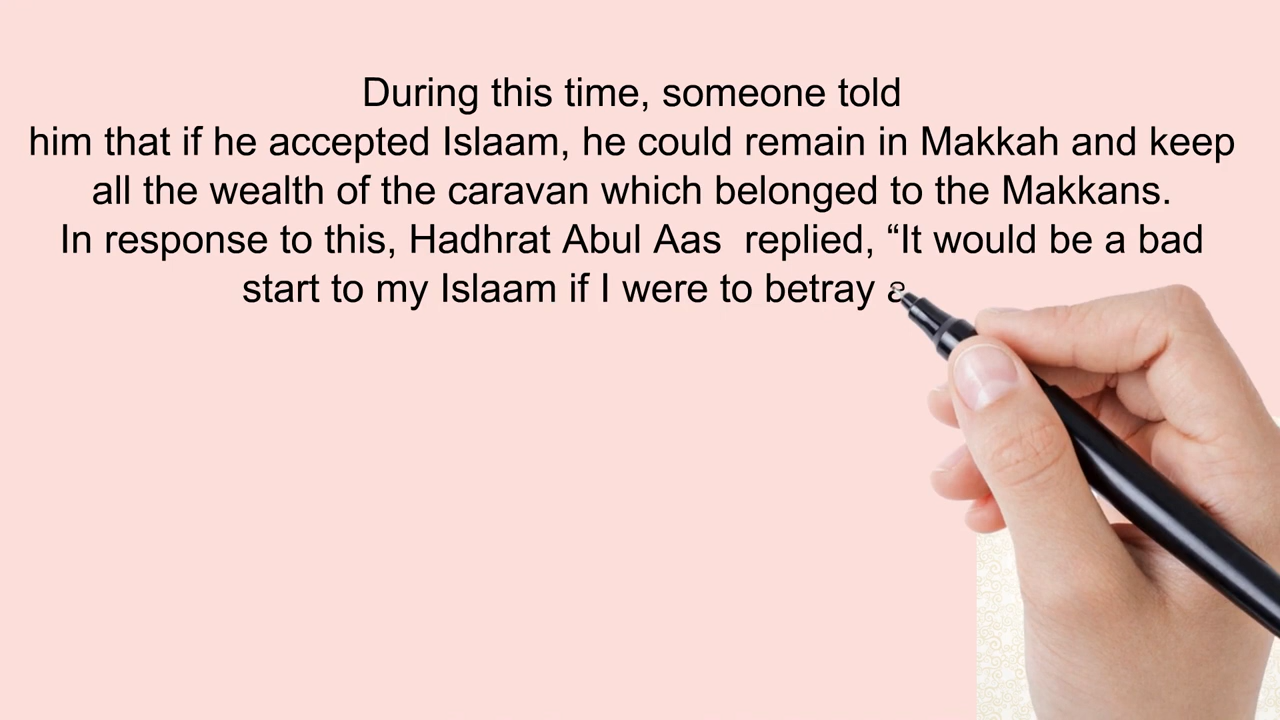 During this time, someone told
him that if he accepted Islaam, he could remain in Makkah and keep
all the wealth of the caravan which belonged to the Makkans.
In response to this, Hadhrat Abul Aas  replied, “It would be a bad
start to my Islaam if I were to betray